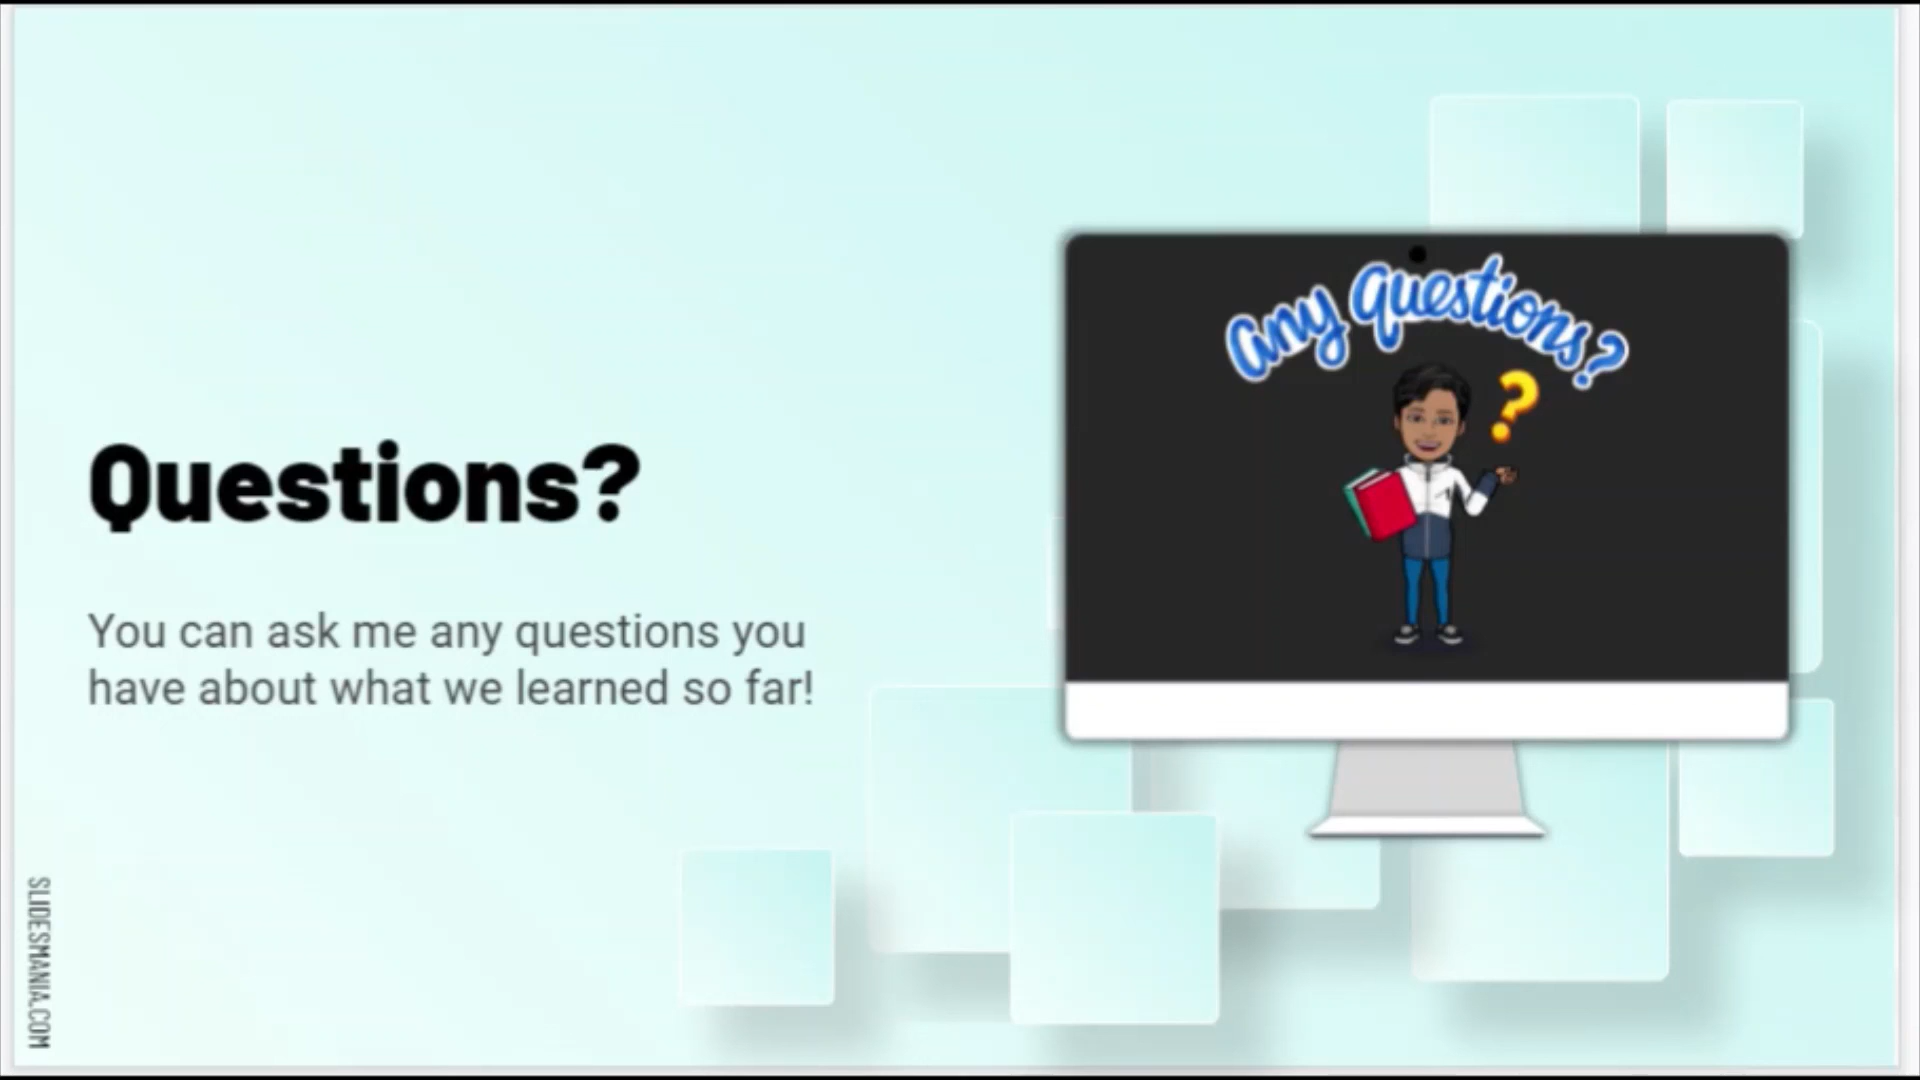 Questions?
You can ask me any questions you
have about what we learned so far!
any questions?
?
SLIDESMANIA.COM